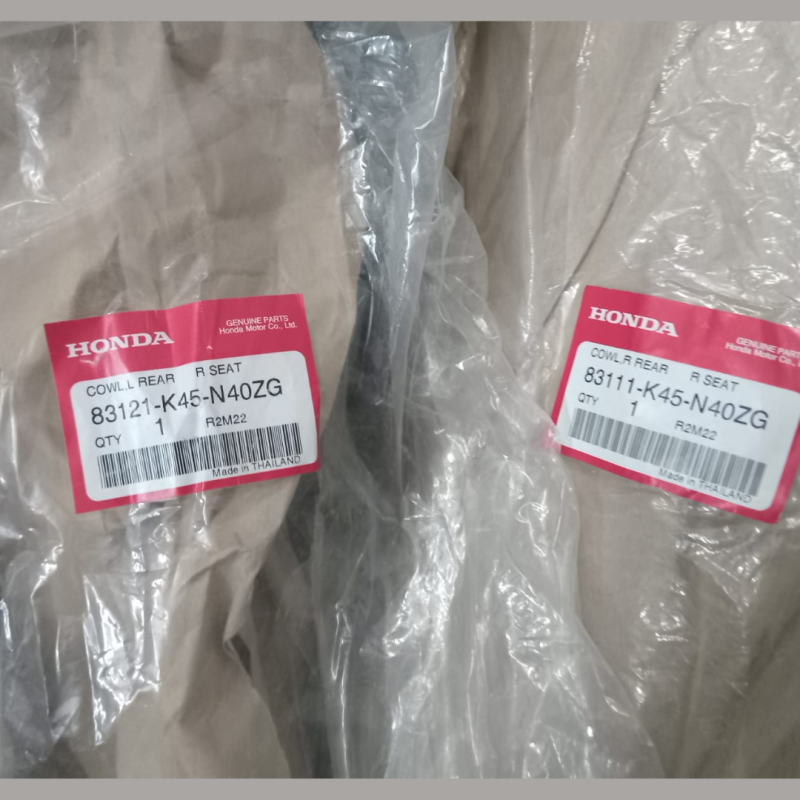 HONDA
GENUINE PARTS
Honda Motor Co., Ltd.
COWL,L REAR R SEAT
83121-K45-N40ZG
QTY 1 R2M22
Made in THAILAND
HONDA
GENUINE PARTS
Honda Motor Co.,
COWL,R REAR R SEAT
83111-K45-N40ZG
QTY 1 R2M22
Made in THAILAND